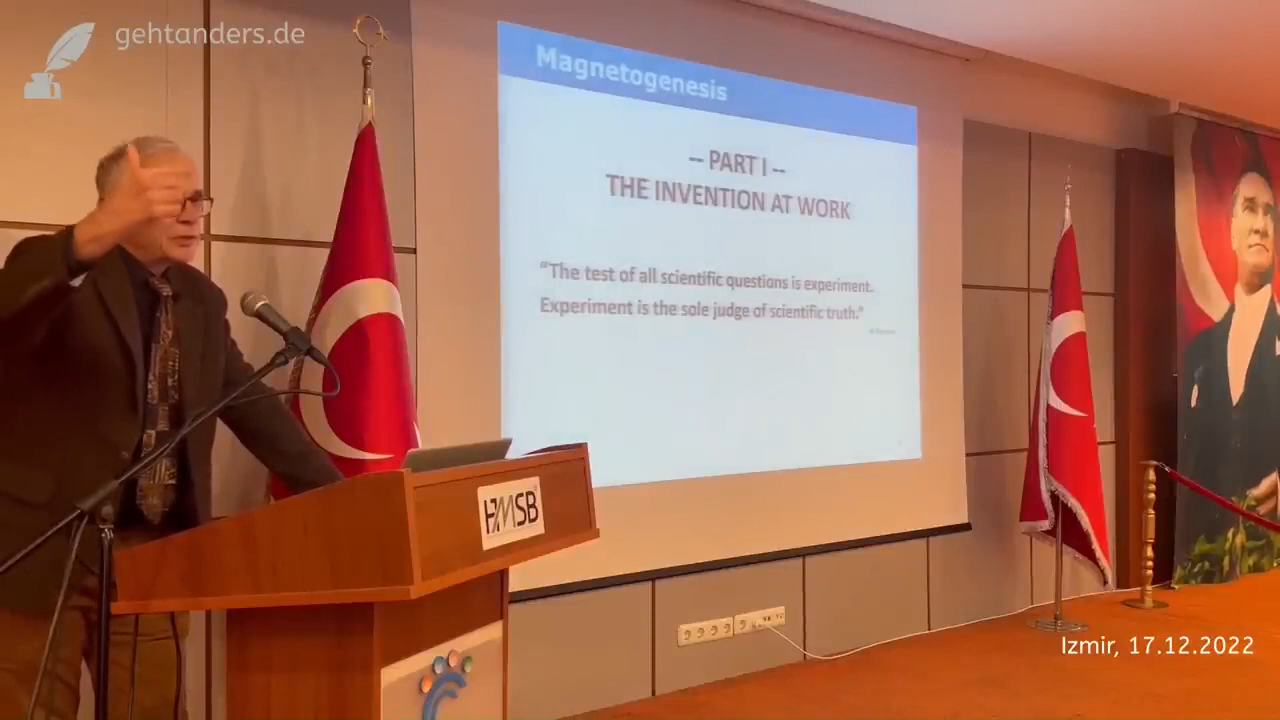 gehtanders.de
Magnetogenesis
-- PART I --
THE INVENTION AT WORK
“The test of all scientific questions is experiment.
Experiment is the sole judge of scientific truth.”
HMSB
Izmir, 17.12.2022